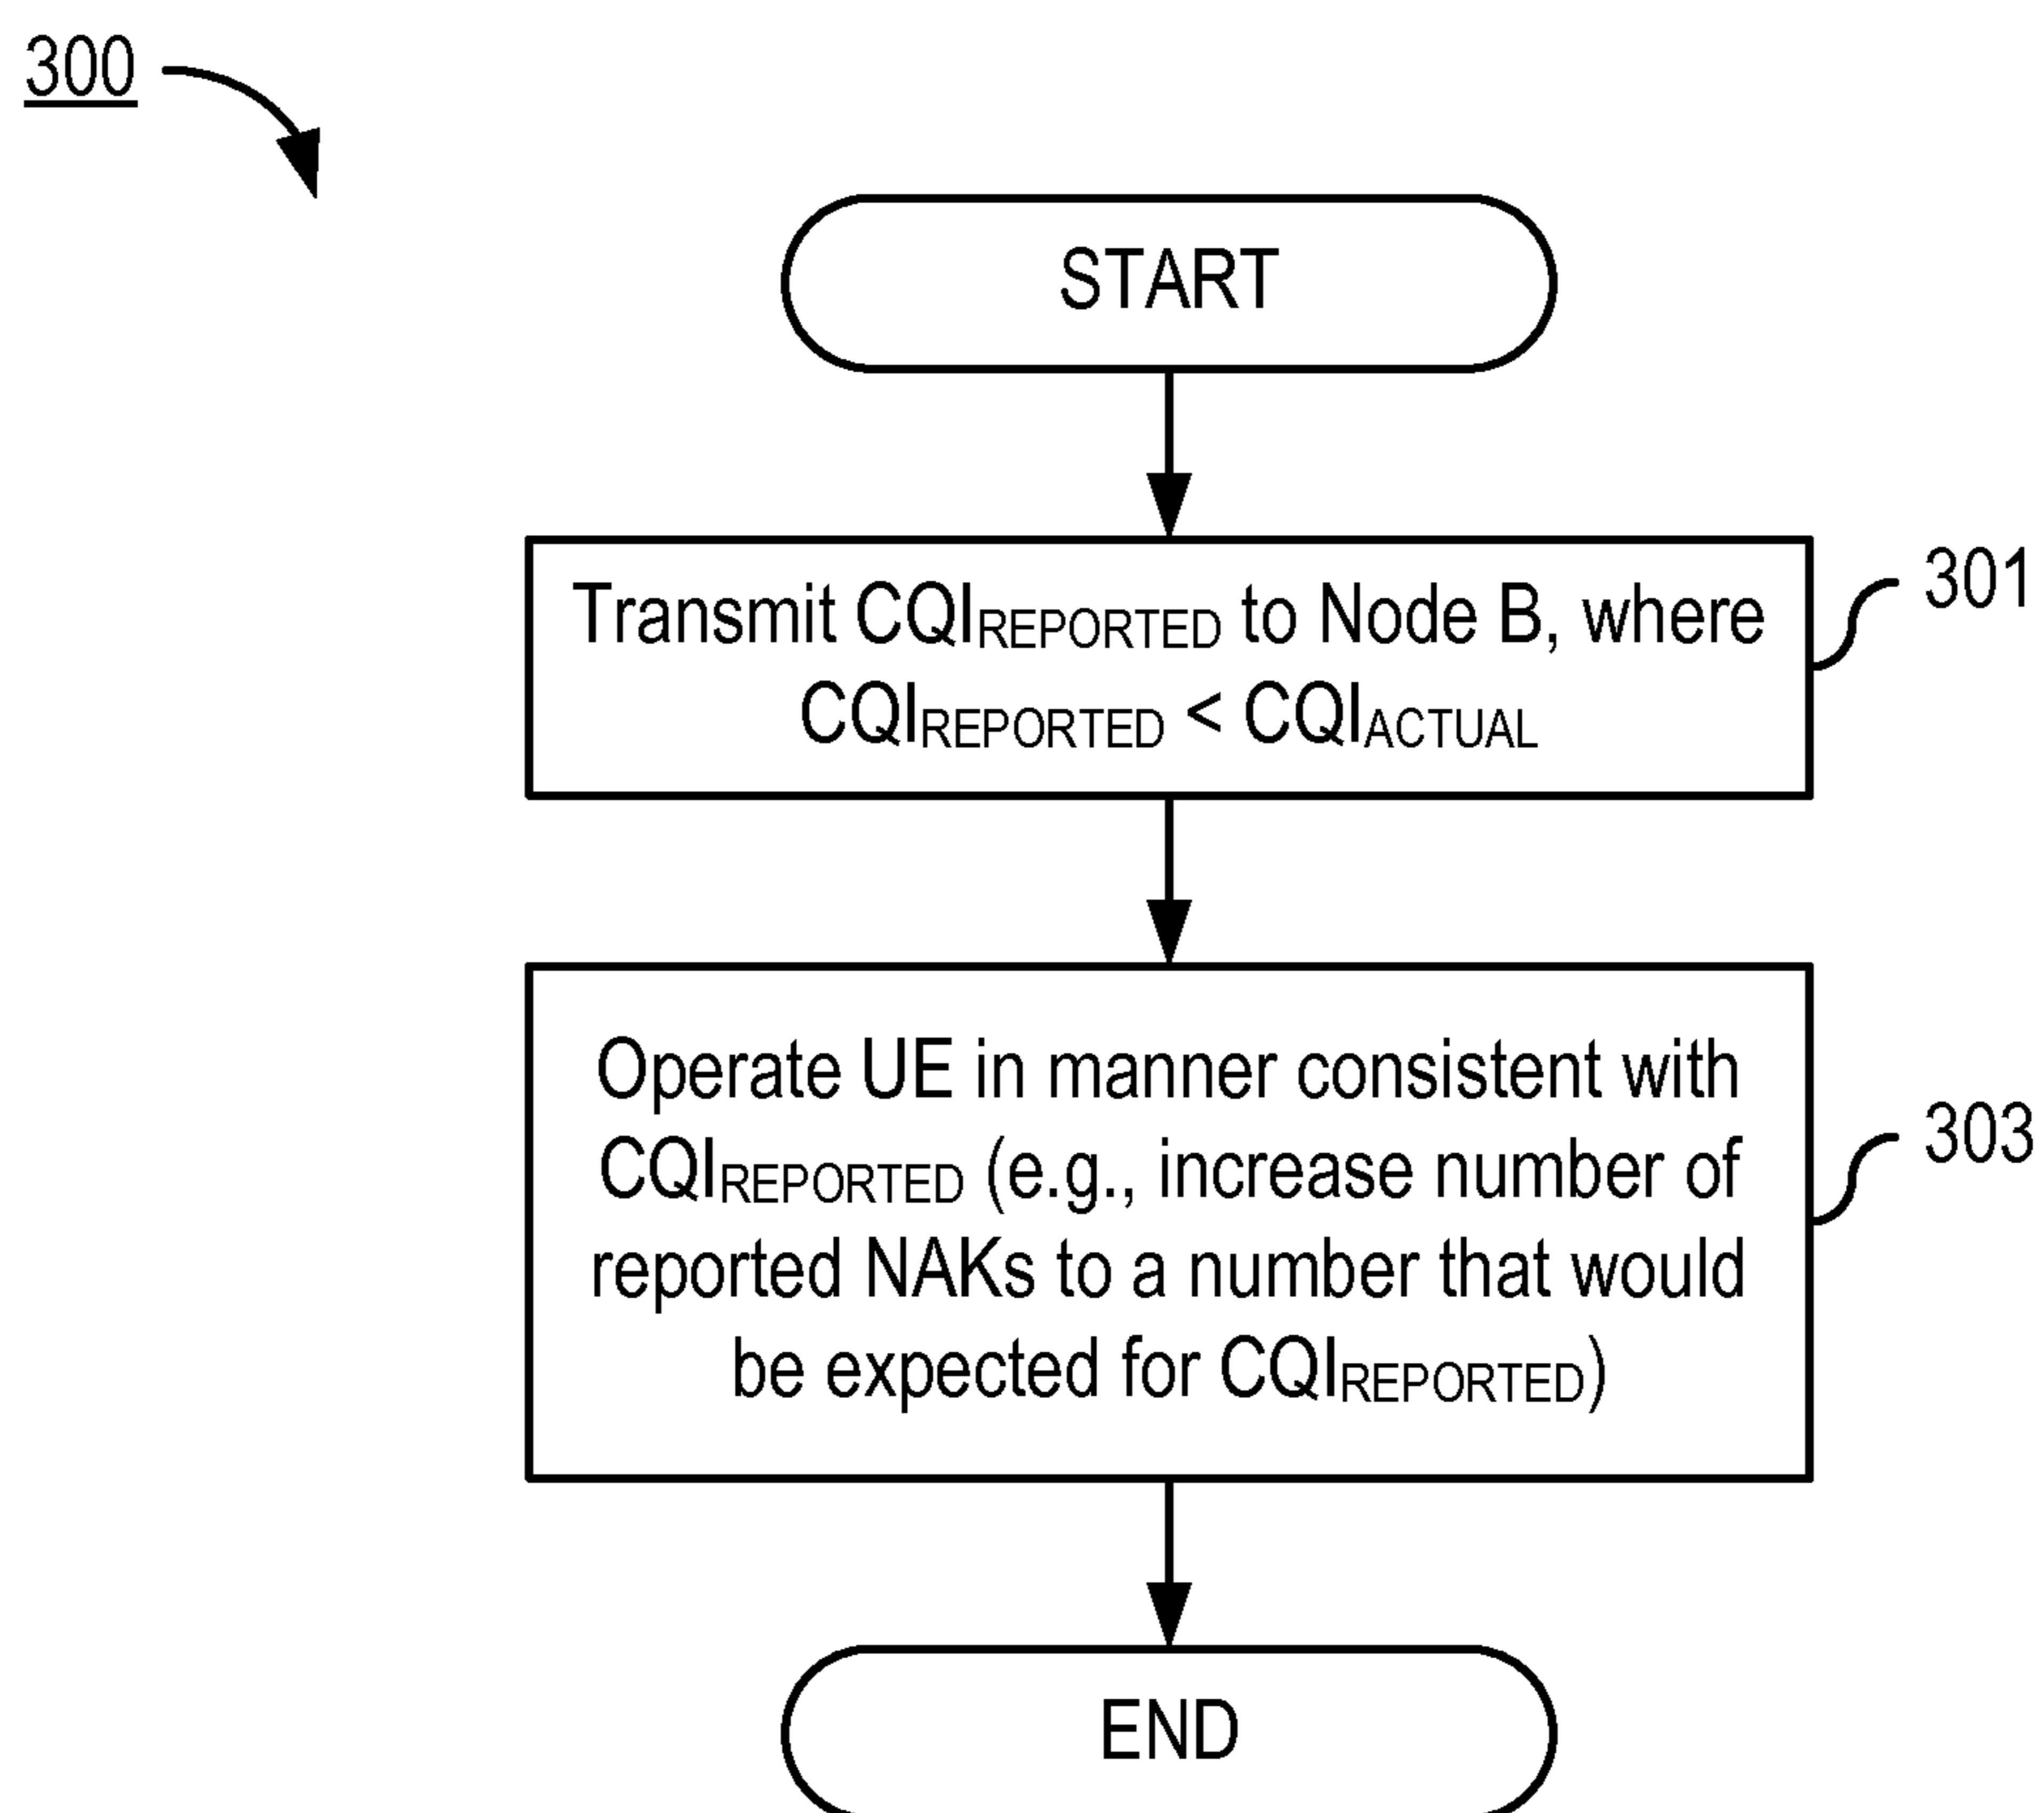 300
START
Transmit CQIREPORTED to Node B, where
CQIREPORTED < CQIACTUAL
301
Operate UE in manner consistent with
CQIREPORTED (e.g., increase number of
reported NAKs to a number that would
be expected for CQIREPORTED)
303
END